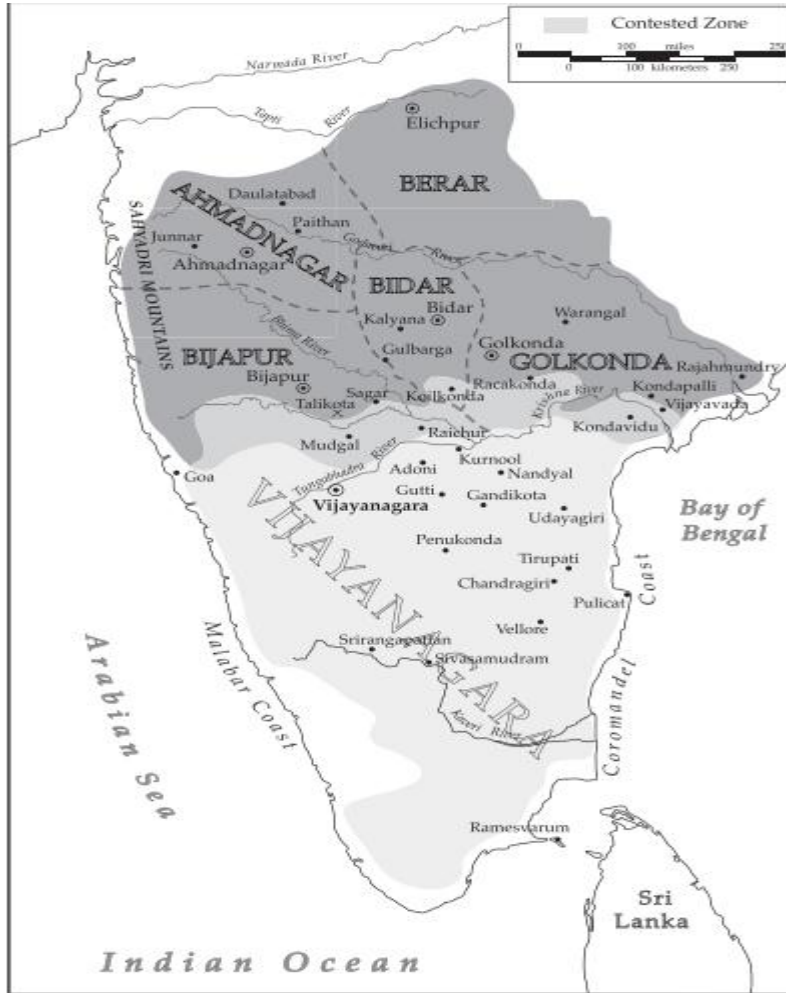 Contested Zone
0 100 miles 250
0 100 kilometers 250
Narmada River
Tapti River
Elichpur
BERAR
Daulatabad
AHMADNAGAR
Paithan
Junnar
Ahmadnagar
Godavari River
SAHYADRI MOUNTAINS
BIDAR
Bidar
Kalyana
Warangal
Bhima River
BIJAPUR
Gulbarga
Golkonda
GOLKONDA
Rajahmundry
Bijapur
Sagar
Koilkonda
Racakonda
Kondapalli
Talikota
Krishna River
Vijayavada
Kondavidu
Mudgal
Raichur
Kurnool
Goa
Tungabhadra River
Adoni
Nandyal
Gutti
Gandikota
Vijayanagara
Udayagiri
Bay of
Bengal
VIJAYANAGARA
Penukonda
Tirupati
Chandragiri
Pulicat
Coromandel Coast
Vellore
Srirangapattan
Sivasamudram
Malabar Coast
Arabian Sea
Kaveri River
Ramesvarum
Sri
Lanka
Indian Ocean